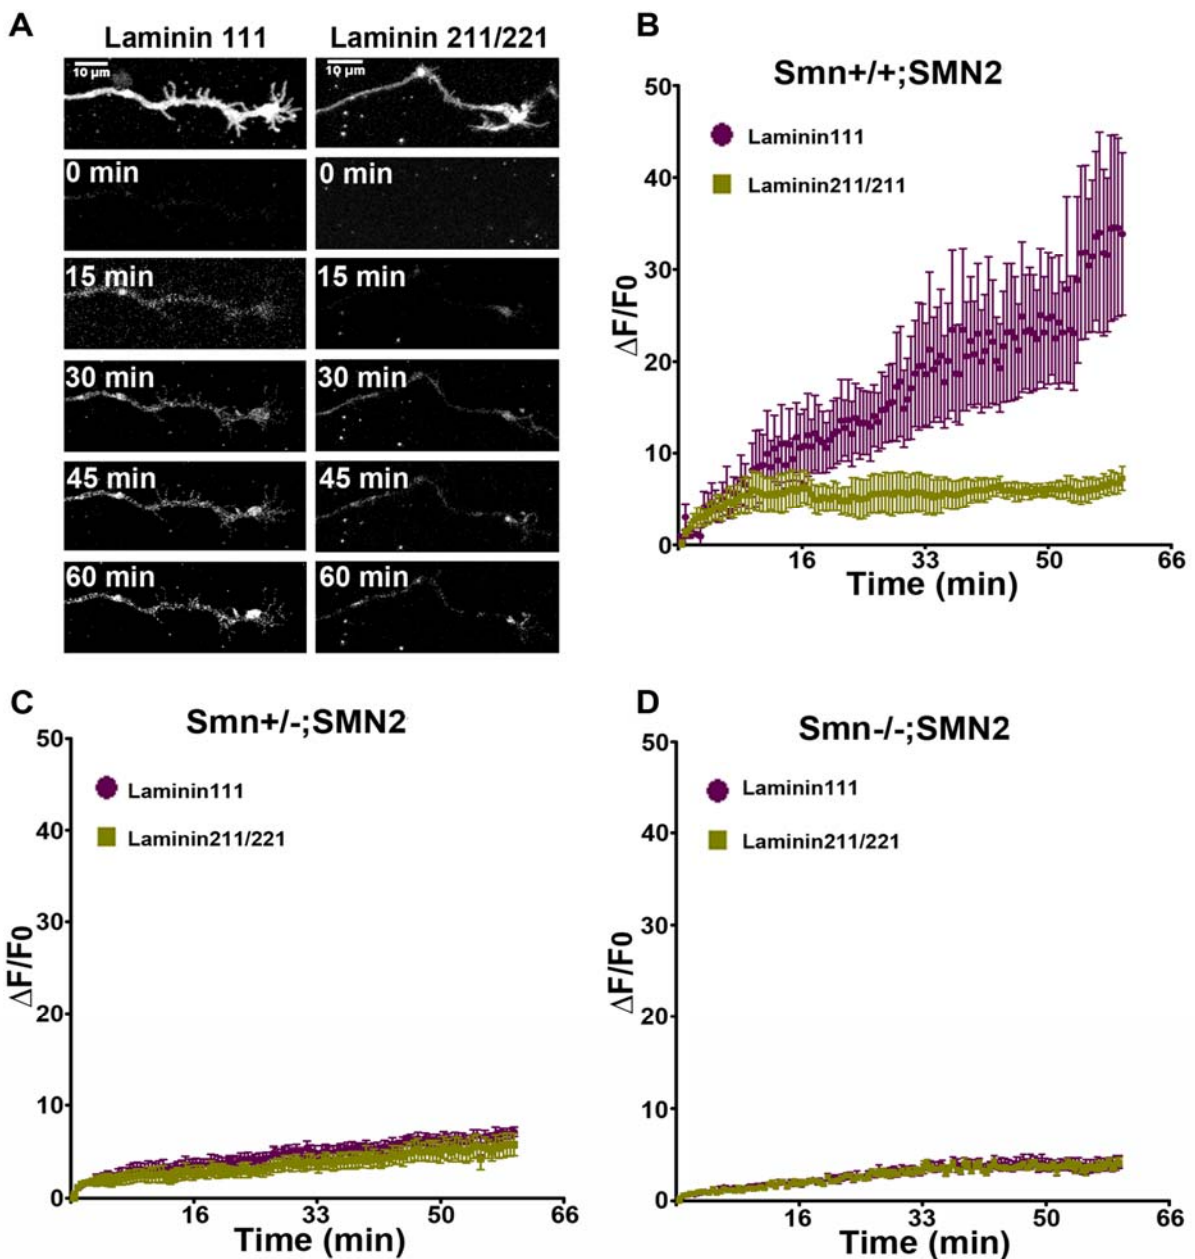 A
Laminin 111
Laminin 211/221
10 µm
10 µm
0 min
0 min
15 min
15 min
30 min
30 min
45 min
45 min
60 min
60 min
B
Smn+/+;SMN2
50
40
30
20
10
0
ΔF/F0
Laminin111
Laminin211/211
16
33
50
66
Time (min)
C
Smn+/-;SMN2
50
40
30
20
10
0
ΔF/F0
Laminin111
Laminin211/221
16
33
50
66
Time (min)
D
Smn-/-;SMN2
50
40
30
20
10
0
ΔF/F0
Laminin111
Laminin211/221
16
33
50
66
Time (min)